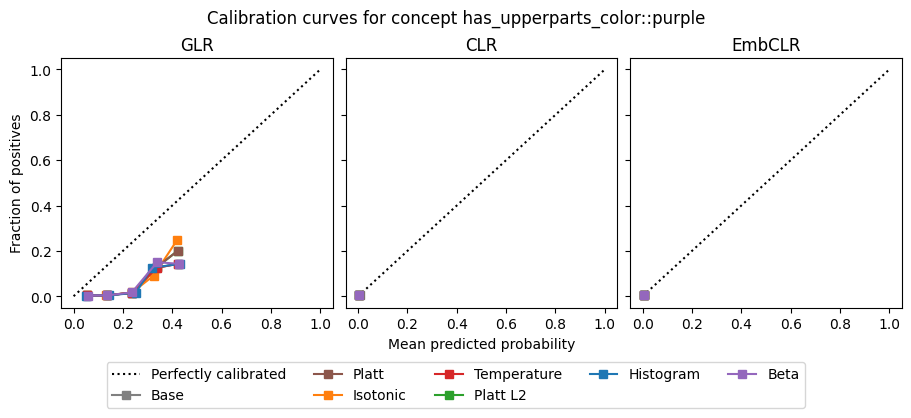 Calibration curves for concept has_upperparts_color::purple
GLR
CLR
EmbCLR
Fraction of positives
1.0
0.8
0.6
0.4
0.2
0.0
0.0 0.2 0.4 0.6 0.8 1.0
0.0 0.2 0.4 0.6 0.8 1.0
0.0 0.2 0.4 0.6 0.8 1.0
Mean predicted probability
Perfectly calibrated
Base
Platt
Isotonic
Temperature
Platt L2
Histogram
Beta